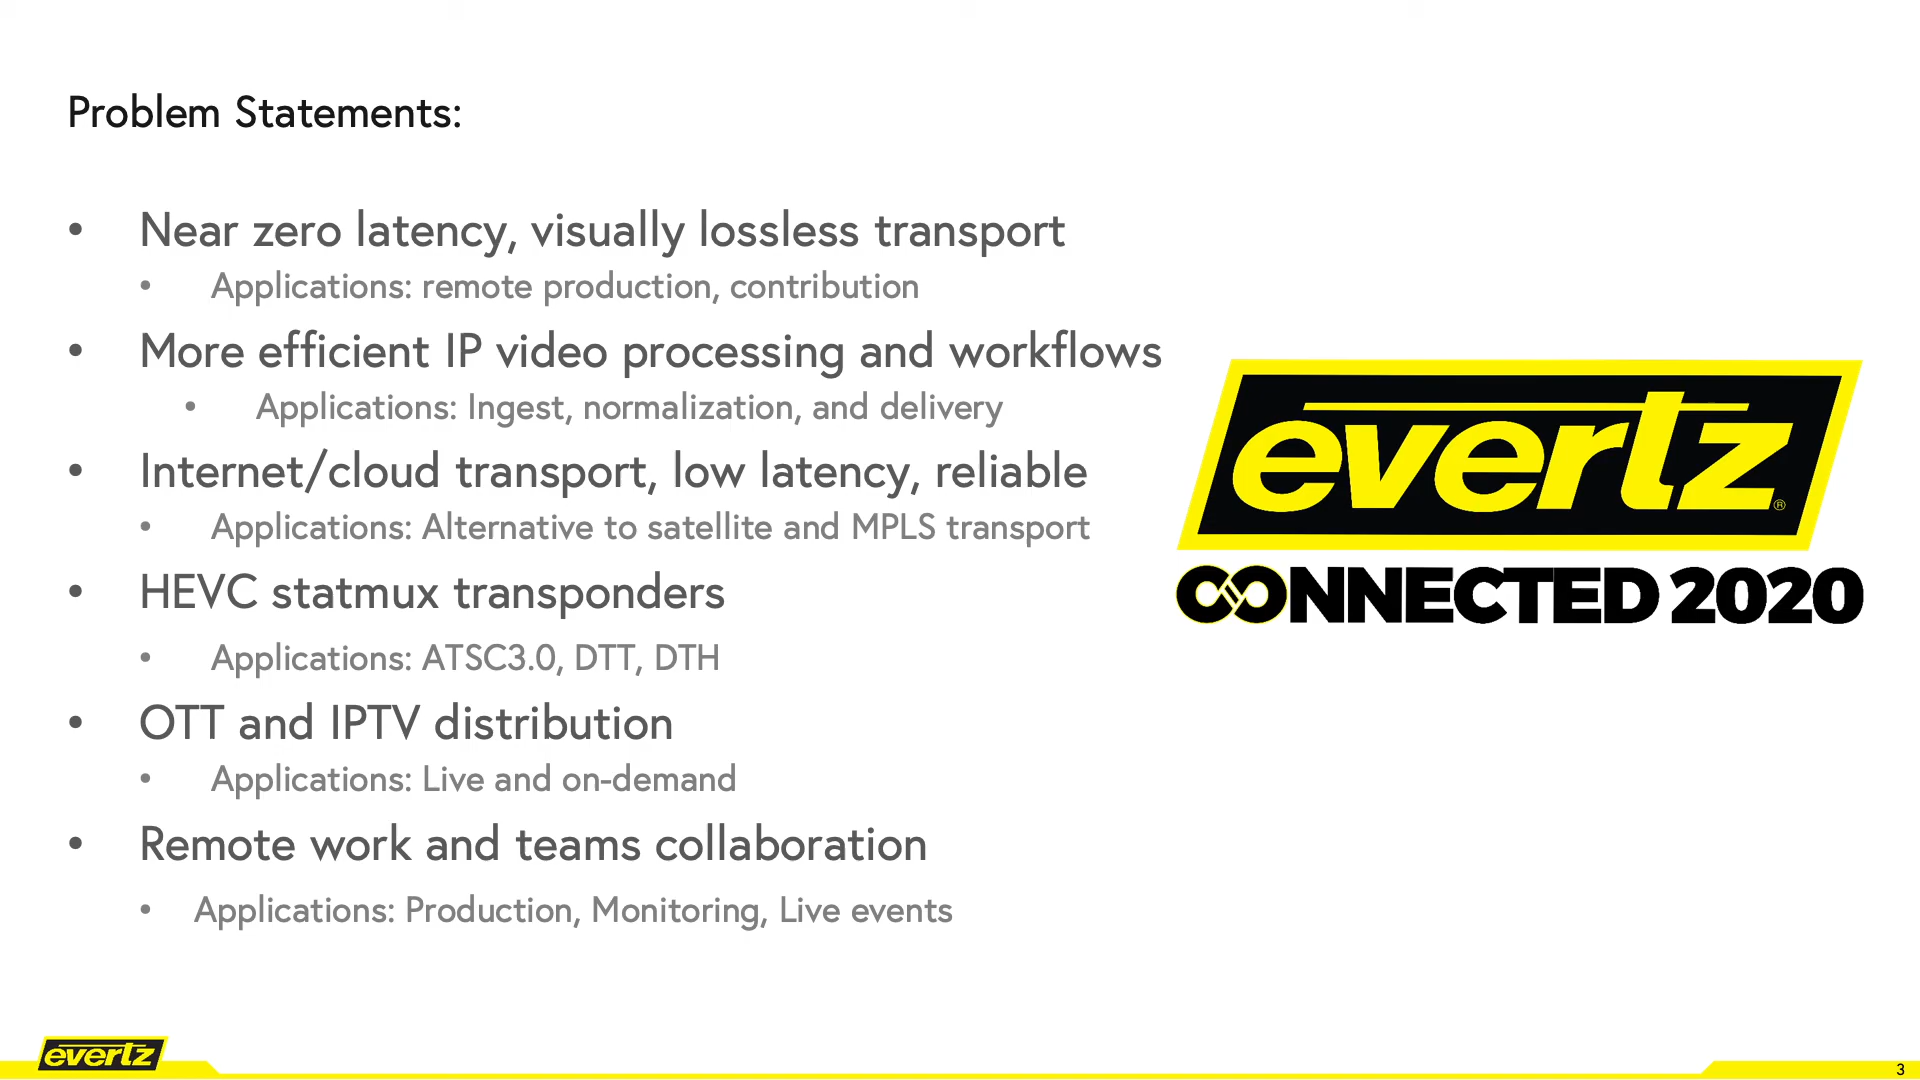 Problem Statements:
• Near zero latency, visually lossless transport
• Applications: remote production, contribution
• More efficient IP video processing and workflows
• Applications: Ingest, normalization, and delivery
• Internet/cloud transport, low latency, reliable
• Applications: Alternative to satellite and MPLS transport
• HEVC statmux transponders
• Applications: ATSC3.0, DTT, DTH
• OTT and IPTV distribution
• Applications: Live and on-demand
• Remote work and teams collaboration
• Applications: Production, Monitoring, Live events
evertz®
CONNECTED 2020
evertz
3